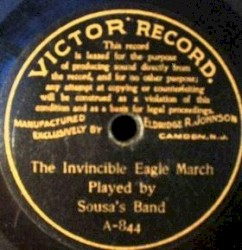 VICTOR RECORD.
This record
is leased for the purpose
of producing sound directly from
the record, and for no other purpose;
any attempt at copying or counterfeiting
will be construed as a violation of this
condition and as a basis for legal proceedings.
MANUFACTURED EXCLUSIVELY BY ELDRIDGE R. JOHNSON
CAMDEN, N.J.
The Invincible Eagle March
Played by
Sousa's Band
A-844